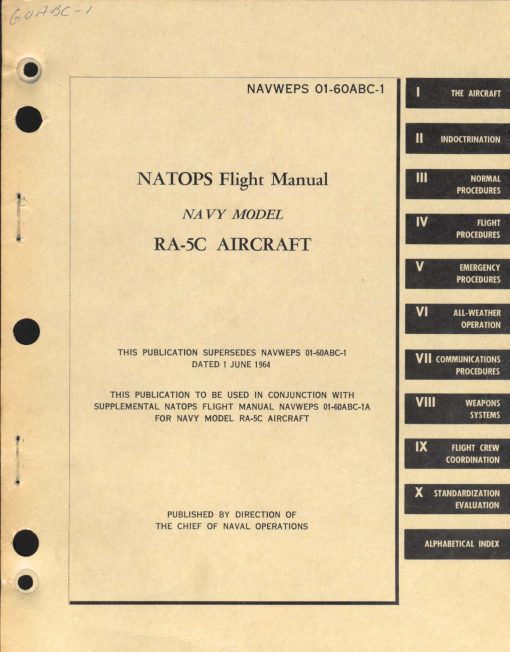 60ABC-1
NAVWEPS 01-60ABC-1
NATOPS Flight Manual
NAVY MODEL
RA-5C AIRCRAFT
THIS PUBLICATION SUPERSEDES NAVWEPS 01-60ABC-1
DATED 1 JUNE 1964
THIS PUBLICATION TO BE USED IN CONJUNCTION WITH
SUPPLEMENTAL NATOPS FLIGHT MANUAL NAVWEPS 01-60ABC-1A
FOR NAVY MODEL RA-5C AIRCRAFT
PUBLISHED BY DIRECTION OF
THE CHIEF OF NAVAL OPERATIONS
I THE AIRCRAFT
II INDOCTRINATION
III NORMAL
PROCEDURES
IV FLIGHT
PROCEDURES
V EMERGENCY
PROCEDURES
VI ALL-WEATHER
OPERATION
VII COMMUNICATIONS
PROCEDURES
VIII WEAPONS
SYSTEMS
IX FLIGHT CREW
COORDINATION
X STANDARDIZATION
EVALUATION
ALPHABETICAL INDEX